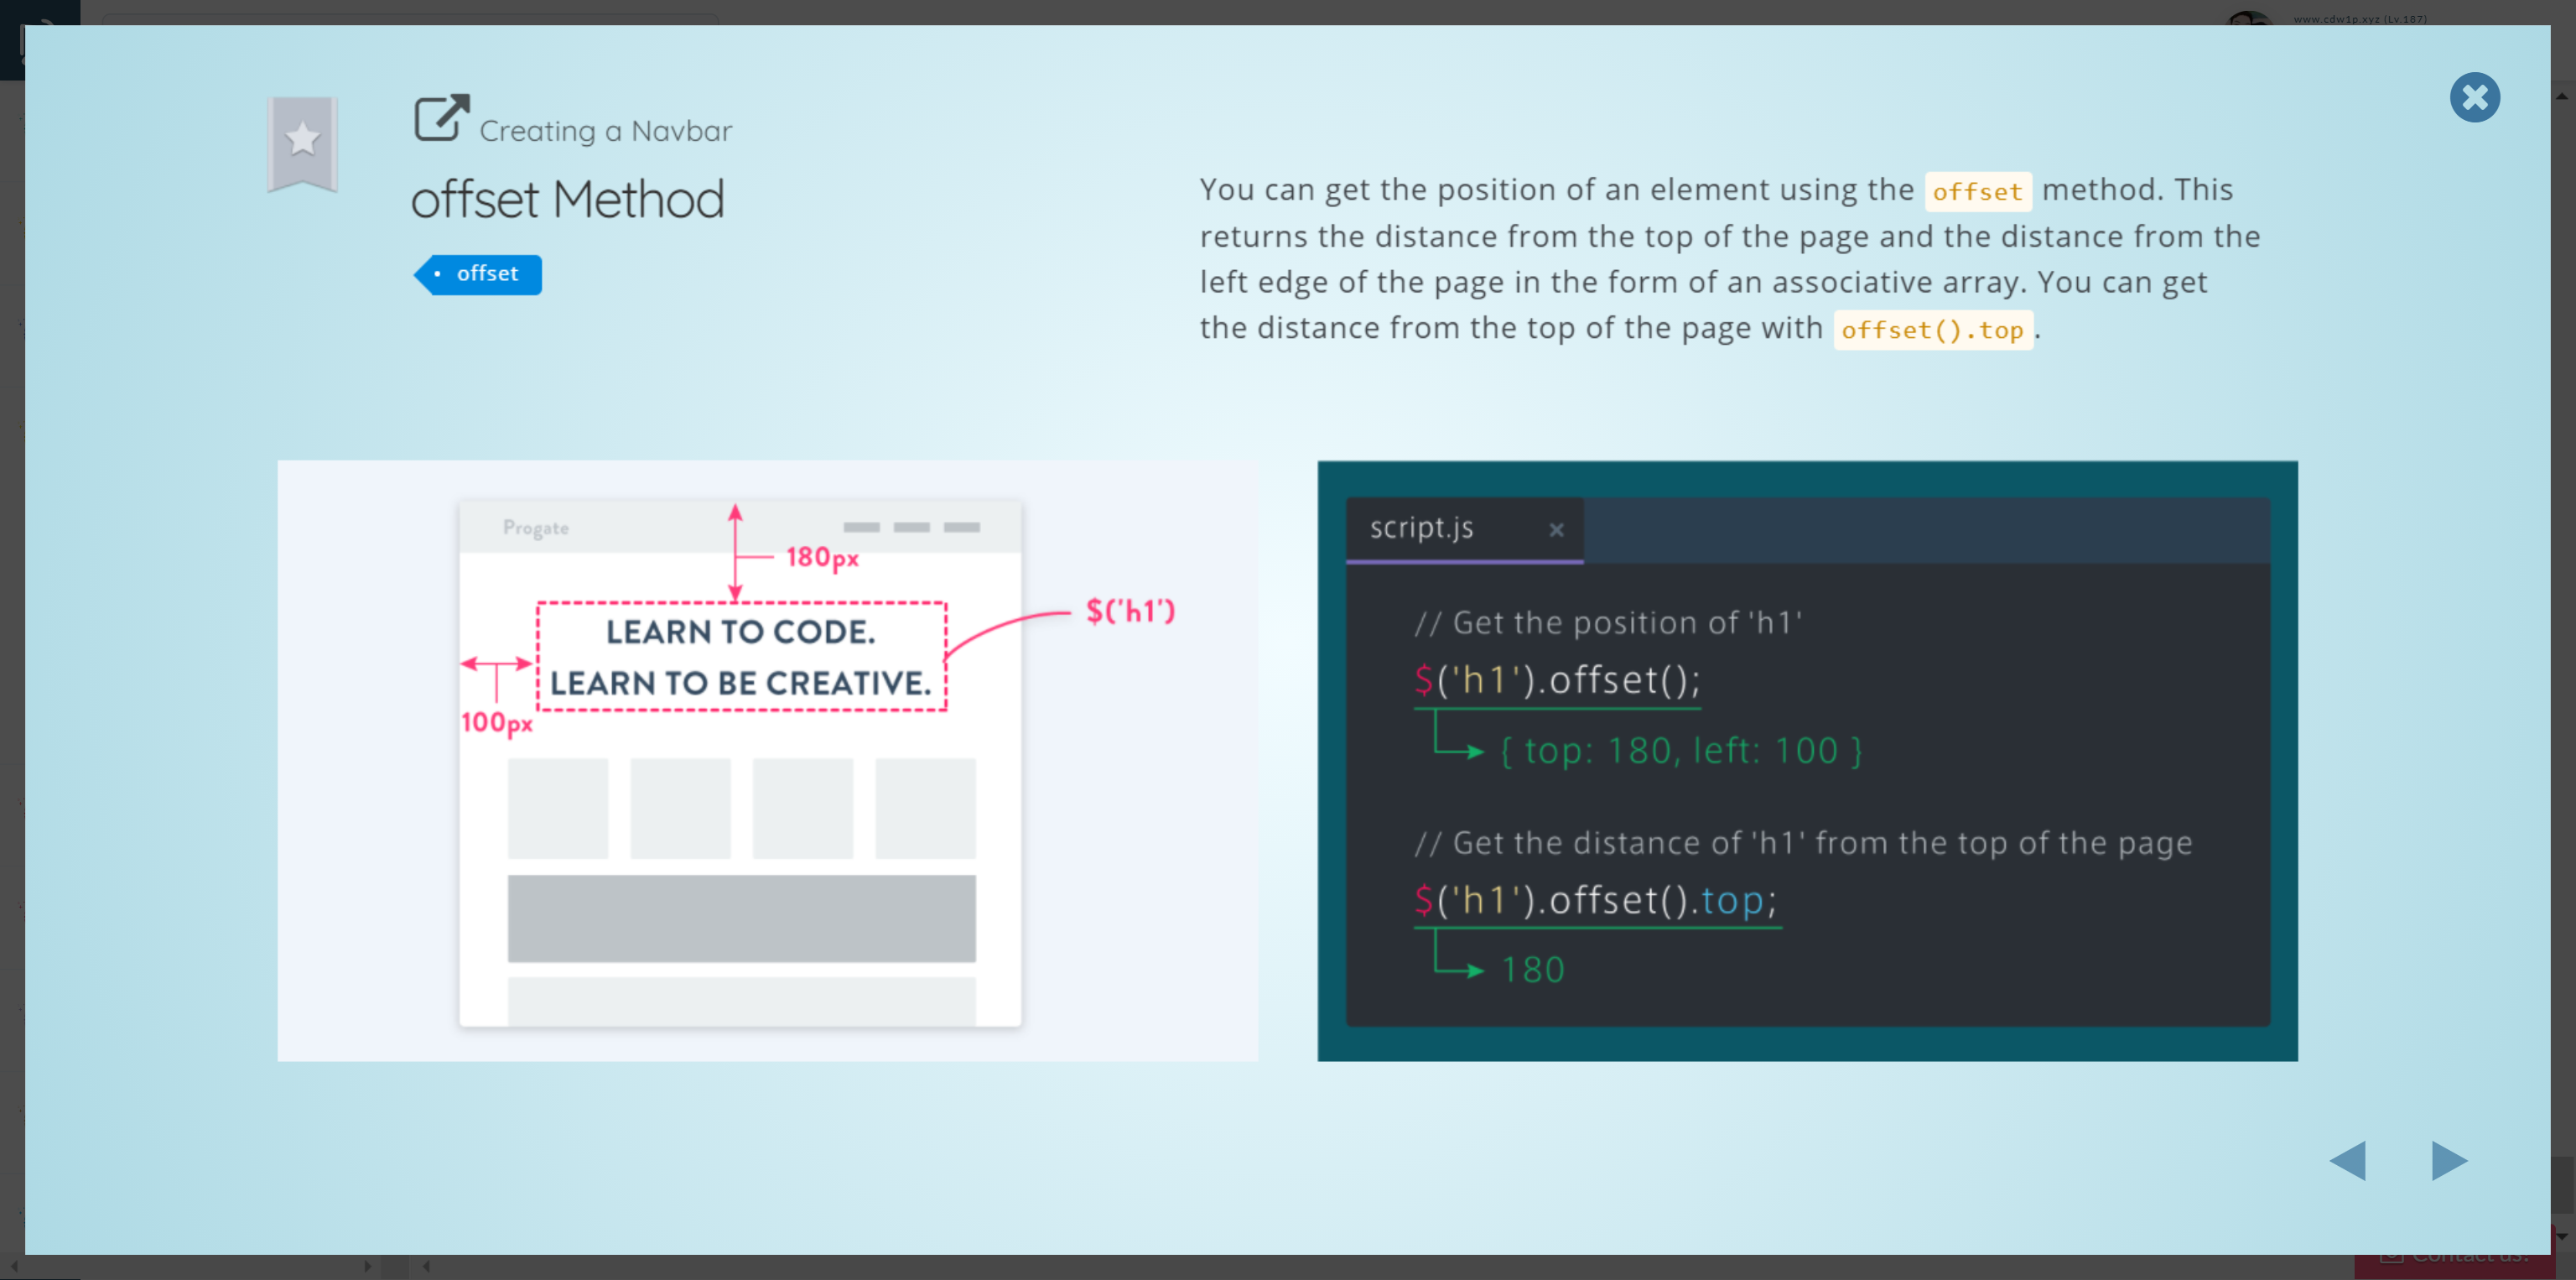 www.cdw1p.xyz (Lv.187)
Creating a Navbar
offset Method
offset
You can get the position of an element using the offset method. This
returns the distance from the top of the page and the distance from the
left edge of the page in the form of an associative array. You can get
the distance from the top of the page with offset().top.
Progate
180px
LEARN TO CODE.
LEARN TO BE CREATIVE.
$('h1')
100px
script.js
// Get the position of 'h1'
$('h1').offset();
{ top: 180, left: 100 }
// Get the distance of 'h1' from the top of the page
$('h1').offset().top;
180
Contact us!